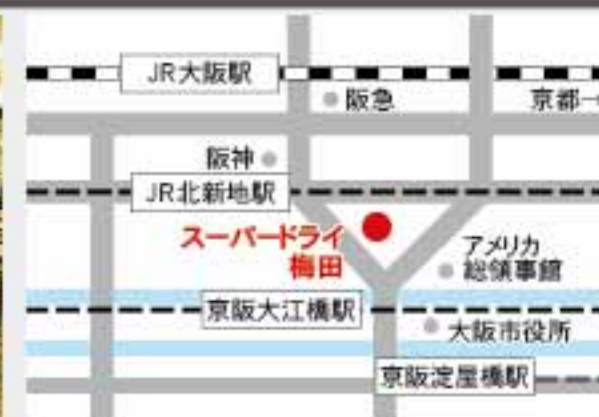 JR大阪駅
阪急
京都一
阪神
JR北新地駅
スーパードライ
梅田
アメリカ
総領事館
京阪大江橋駅
大阪市役所
京阪淀屋橋駅